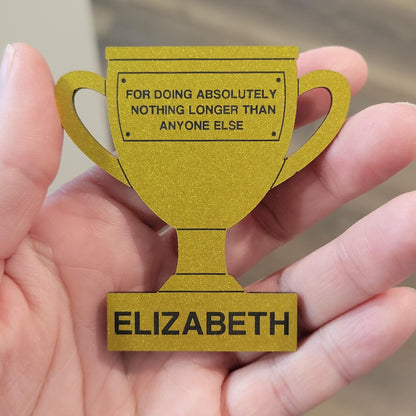 FOR DOING ABSOLUTELY
NOTHING LONGER THAN
ANYONE ELSE
ELIZABETH